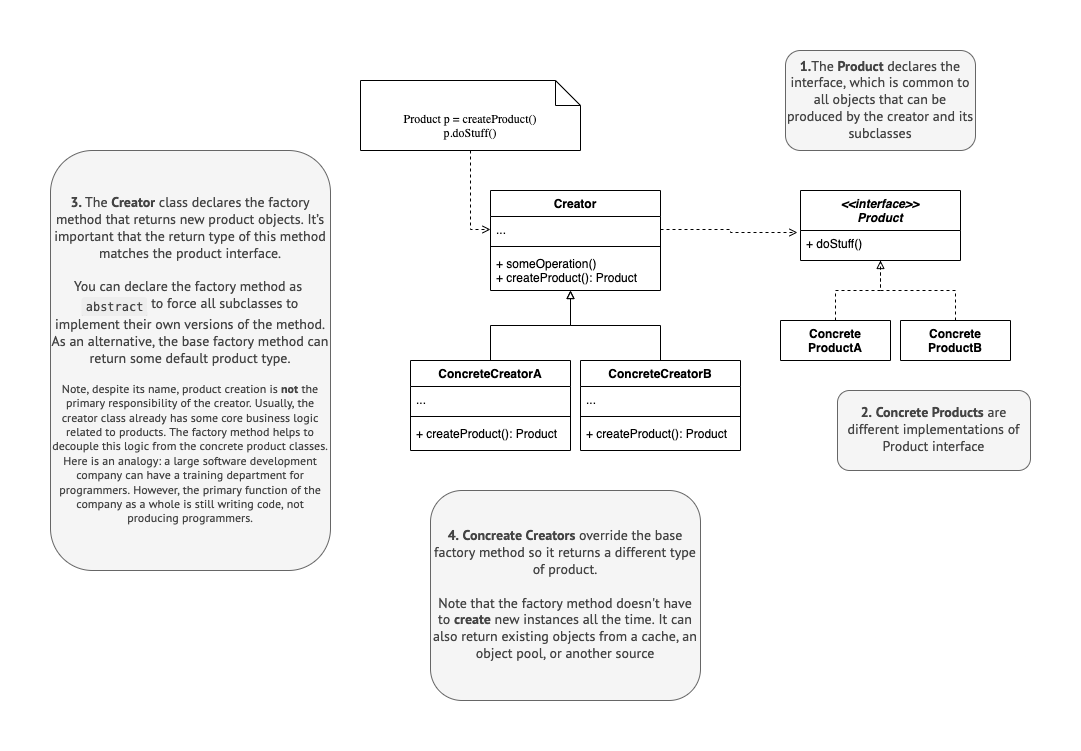 1.The Product declares the
interface, which is common to
all objects that can be
produced by the creator and its
subclasses
Product p = createProduct()
p.doStuff()
3. The Creator class declares the factory
method that returns new product objects. It's
important that the return type of this method
matches the product interface.
You can declare the factory method as
abstract to force all subclasses to
implement their own versions of the method.
As an alternative, the base factory method can
return some default product type.
Note, despite its name, product creation is not the
primary responsibility of the creator. Usually, the
creator class already has some core business logic
related to products. The factory method helps to
decouple this logic from the concrete product classes.
Here is an analogy: a large software development
company can have a training department for
programmers. However, the primary function of the
company as a whole is still writing code, not
producing programmers.
Creator
...
+ someOperation()
+ createProduct(): Product
<<interface>>
Product
+ doStuff()
Concrete
ProductA
Concrete
ProductB
ConcreteCreatorA
...
+ createProduct(): Product
ConcreteCreatorB
...
+ createProduct(): Product
2. Concrete Products are
different implementations of
Product interface
4. Concreate Creators override the base
factory method so it returns a different type
of product.
Note that the factory method doesn't have
to create new instances all the time. It can
also return existing objects from a cache, an
object pool, or another source